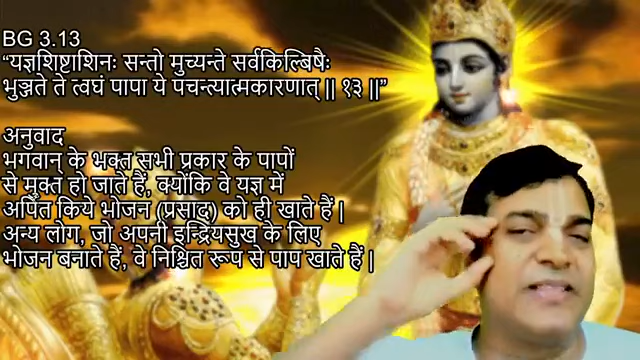 BG 3.13
“यज्ञशिष्टाशिनः सन्तो मुच्यन्ते सर्वकिल्बिषैः
भुञ्जते ते त्वघं पापा ये पचन्त्यात्मकारणात् || १३ ||”
अनुवाद
भगवान् के भक्त सभी प्रकार के पापों
से मुक्त हो जाते हैं, क्योंकि वे यज्ञ में
अर्पित किये भोजन (प्रसाद) को ही खाते हैं |
अन्य लोग, जो अपनी इन्द्रियसुख के लिए
भोजन बनाते हैं, वे निश्चित रूप से पाप खाते हैं |